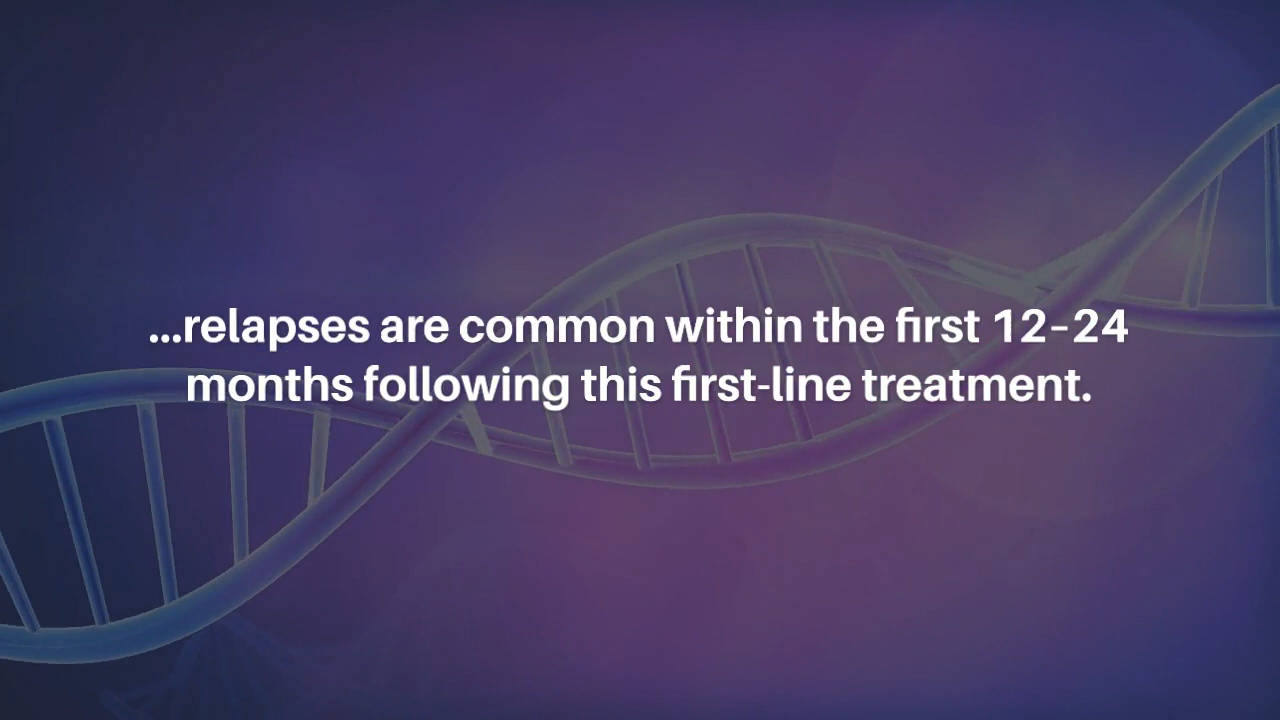 ...relapses are common within the first 12–24
months following this first-line treatment.